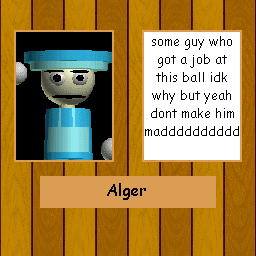 some guy who
got a job at
this ball idk
why but yeah
dont make him
madddddddddd
Alger